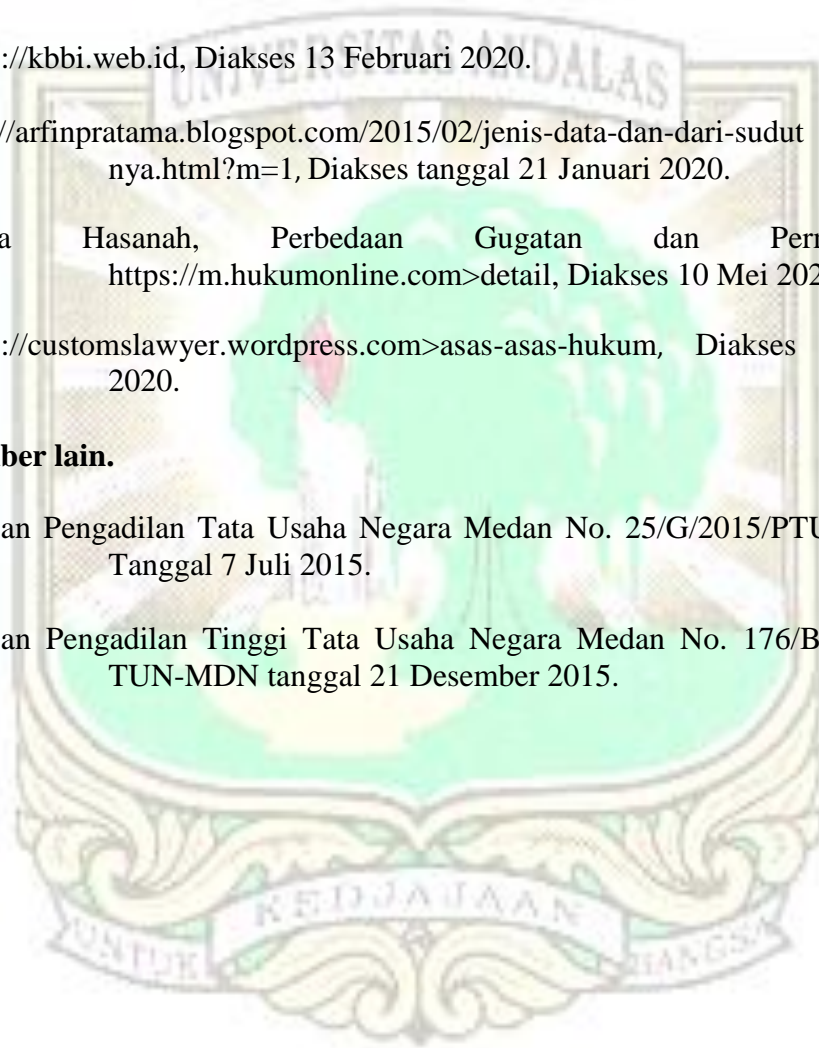 UNIVERSITAS ANDALAS
://kbbi.web.id, Diakses 13 Februari 2020.
//arfinpratama.blogspot.com/2015/02/jenis-data-dan-dari-sudut
nya.html?m=1, Diakses tanggal 21 Januari 2020.
a Hasanah, Perbedaan Gugatan dan Perm
https://m.hukumonline.com>detail, Diakses 10 Mei 202
://customslawyer.wordpress.com>asas-asas-hukum, Diakses
2020.
ber lain.
an Pengadilan Tata Usaha Negara Medan No. 25/G/2015/PTU
Tanggal 7 Juli 2015.
an Pengadilan Tinggi Tata Usaha Negara Medan No. 176/B
TUN-MDN tanggal 21 Desember 2015.
KEDJAJAAN
UNTUK BANGSA